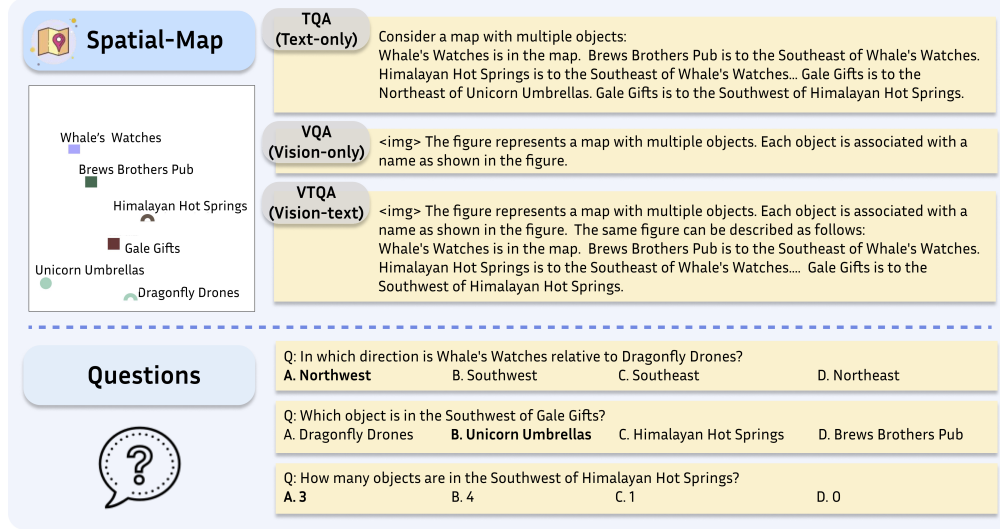 Spatial-Map
Whale's Watches
Brews Brothers Pub
Himalayan Hot Springs
Gale Gifts
Unicorn Umbrellas
Dragonfly Drones
TQA
(Text-only)
Consider a map with multiple objects:
Whale's Watches is in the map. Brews Brothers Pub is to the Southeast of Whale's Watches.
Himalayan Hot Springs is to the Southeast of Whale's Watches... Gale Gifts is to the
Northeast of Unicorn Umbrellas. Gale Gifts is to the Southwest of Himalayan Hot Springs.
VQA
(Vision-only)
<img> The figure represents a map with multiple objects. Each object is associated with a
name as shown in the figure.
VTQA
(Vision-text)
<img> The figure represents a map with multiple objects. Each object is associated with a
name as shown in the figure. The same figure can be described as follows:
Whale's Watches is in the map. Brews Brothers Pub is to the Southeast of Whale's Watches.
Himalayan Hot Springs is to the Southeast of Whale's Watches.... Gale Gifts is to the
Southwest of Himalayan Hot Springs.
Questions
Q: In which direction is Whale's Watches relative to Dragonfly Drones?
A. Northwest B. Southwest C. Southeast D. Northeast
Q: Which object is in the Southwest of Gale Gifts?
A. Dragonfly Drones B. Unicorn Umbrellas C. Himalayan Hot Springs D. Brews Brothers Pub
Q: How many objects are in the Southwest of Himalayan Hot Springs?
A. 3 B. 4 C. 1 D. 0